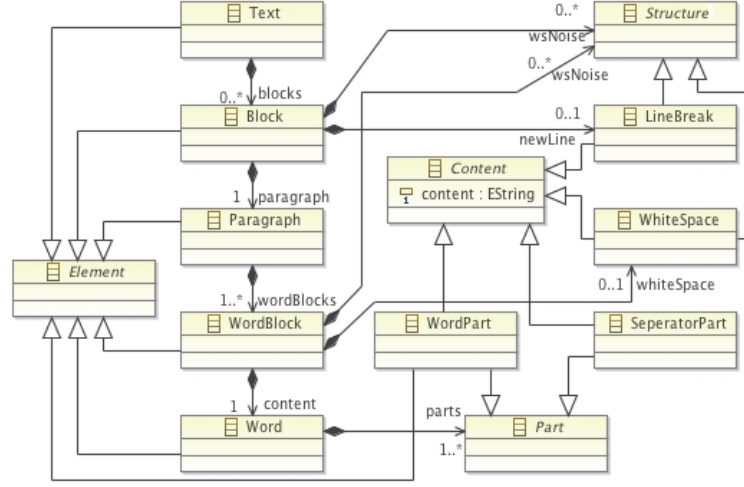 Text
0..*
Structure
wsNoise
0..*
wsNoise
0..*
blocks
Block
0..1
LineBreak
newLine
Content
content : EString
1
paragraph
Paragraph
WhiteSpace
Element
1..*
wordBlocks
0..1
whiteSpace
WordBlock
WordPart
SeperatorPart
1
content
parts
Word
Part
1..*